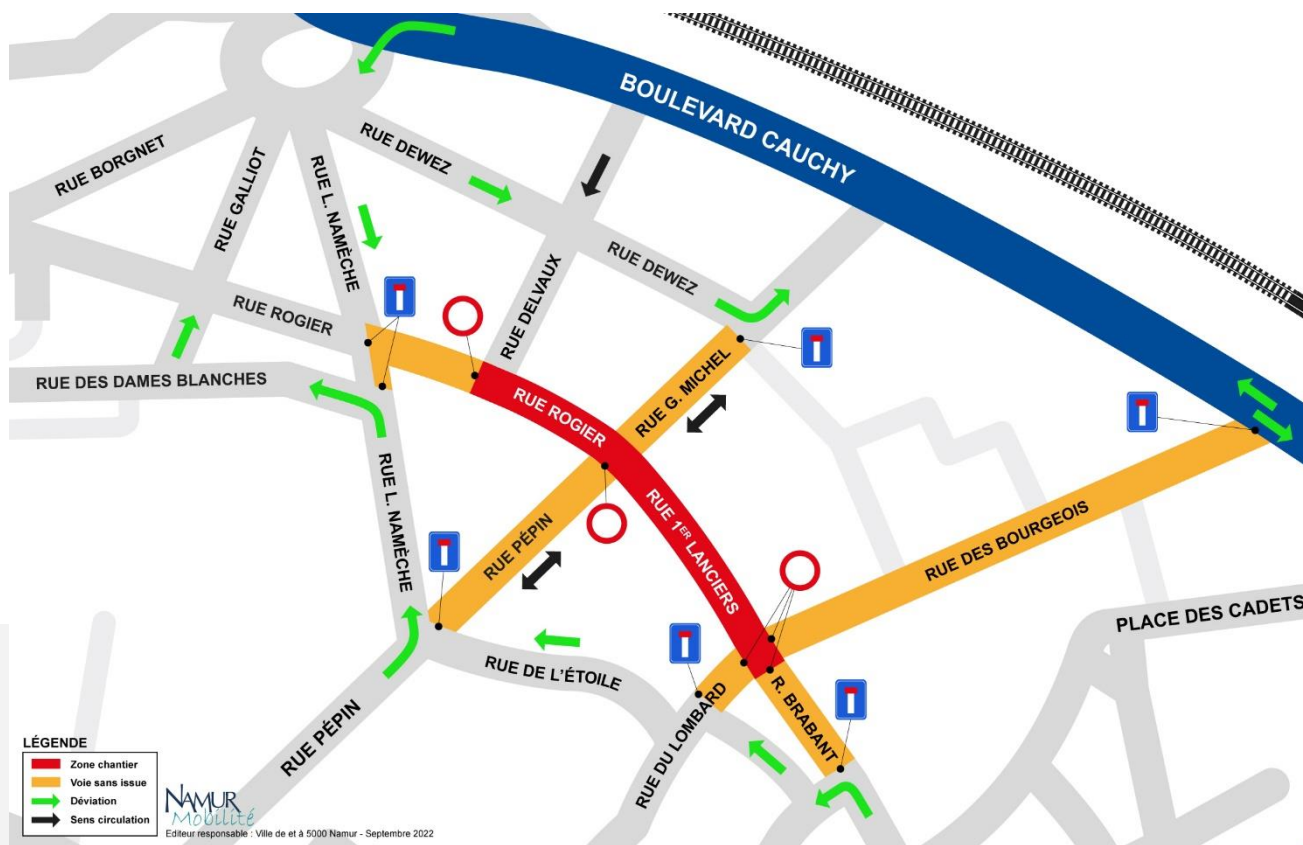 BOULEVARD CAUCHY
RUE BORGNET
RUE GALLIOT
RUE L. NAMÈCHE
RUE DEWEZ
RUE DELVAUX
RUE DEWEZ
RUE ROGIER
RUE DES DAMES BLANCHES
RUE ROGIER
RUE G. MICHEL
RUE L. NAMÈCHE
RUE PÉPIN
RUE 1ER LANCIERS
RUE DES BOURGEOIS
PLACE DES CADETS
RUE DE L'ÉTOILE
RUE PÉPIN
RUE DU LOMBARD
R. BRABANT
LÉGENDE
Zone chantier
Voie sans issue
Déviation
Sens circulation
NAMUR
Mobilité
Editeur responsable : Ville de et à 5000 Namur - Septembre 2022